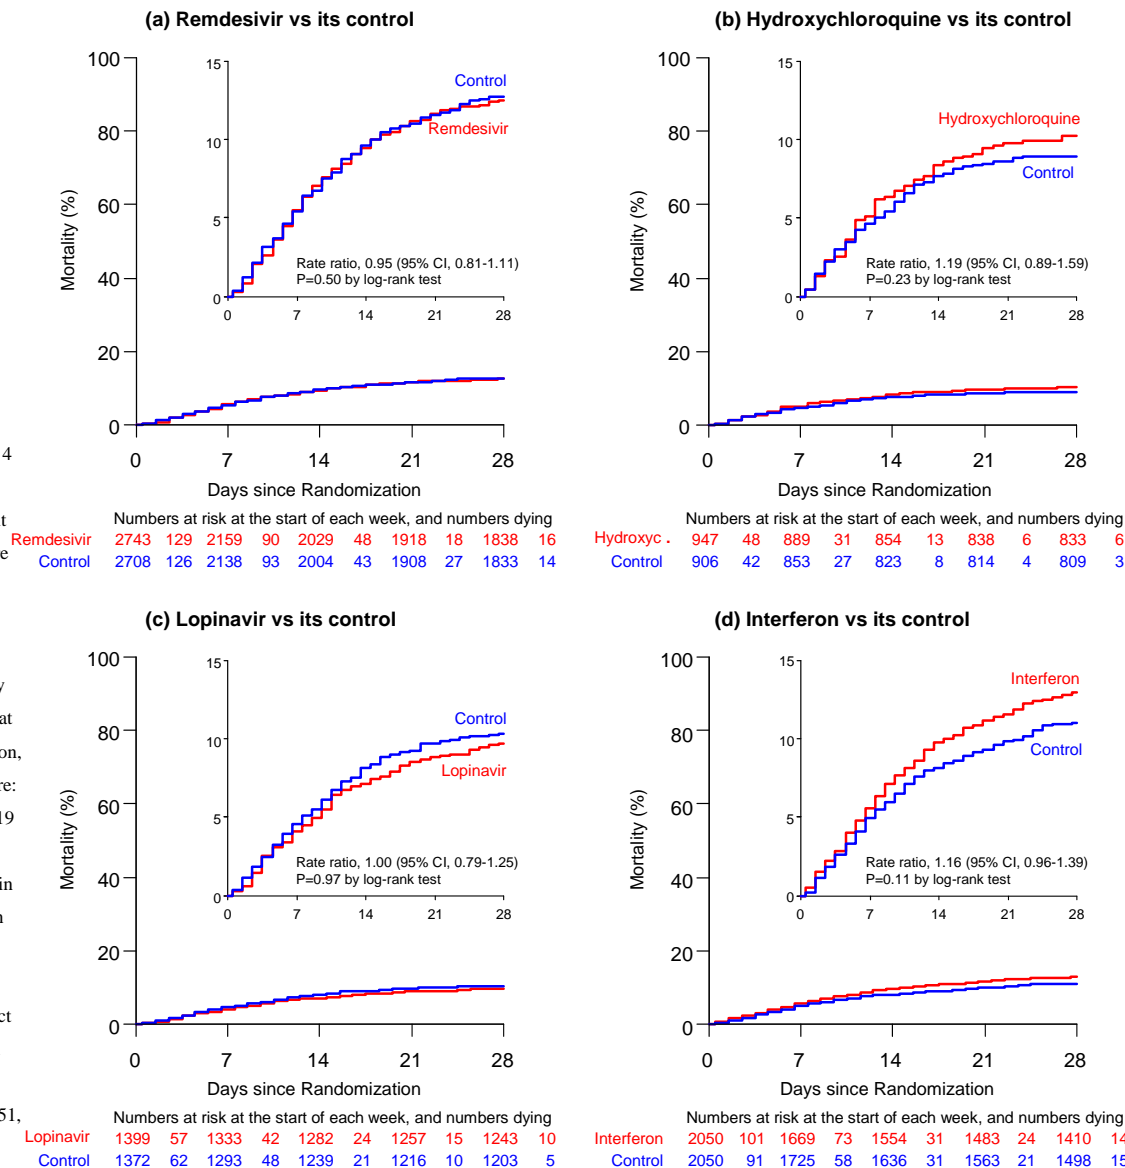 (a) Remdesivir vs its control
100
80
60
40
20
0
Mortality (%)
15
10
5
0
0 7 14 21 28
Control
Remdesivir
Rate ratio, 0.95 (95% CI, 0.81-1.11)
P=0.50 by log-rank test
0 7 14 21 28
Days since Randomization
Numbers at risk at the start of each week, and numbers dying
Remdesivir 2743 129 2159 90 2029 48 1918 18 1838 16
Control 2708 126 2138 93 2004 43 1908 27 1833 14
(b) Hydroxychloroquine vs its control
100
80
60
40
20
0
Mortality (%)
15
10
5
0
0 7 14 21 28
Hydroxychloroquine
Control
Rate ratio, 1.19 (95% CI, 0.89-1.59)
P=0.23 by log-rank test
0 7 14 21 28
Days since Randomization
Numbers at risk at the start of each week, and numbers dying
Hydroxyc. 947 48 889 31 854 13 838 6 833 6
Control 906 42 853 27 823 8 814 4 809 3
(c) Lopinavir vs its control
100
80
60
40
20
0
Mortality (%)
15
10
5
0
0 7 14 21 28
Control
Lopinavir
Rate ratio, 1.00 (95% CI, 0.79-1.25)
P=0.97 by log-rank test
0 7 14 21 28
Days since Randomization
Numbers at risk at the start of each week, and numbers dying
Lopinavir 1399 57 1333 42 1282 24 1257 15 1243 10
Control 1372 62 1293 48 1239 21 1216 10 1203 5
(d) Interferon vs its control
100
80
60
40
20
0
Mortality (%)
15
10
5
0
0 7 14 21 28
Interferon
Control
Rate ratio, 1.16 (95% CI, 0.96-1.39)
P=0.11 by log-rank test
0 7 14 21 28
Days since Randomization
Numbers at risk at the start of each week, and numbers dying
Interferon 2050 101 1669 73 1554 31 1483 24 1410 14
Control 2050 91 1725 58 1636 31 1563 21 1498 15
4
t
e
y
at
on,
re:
19
in
n
ct
51,